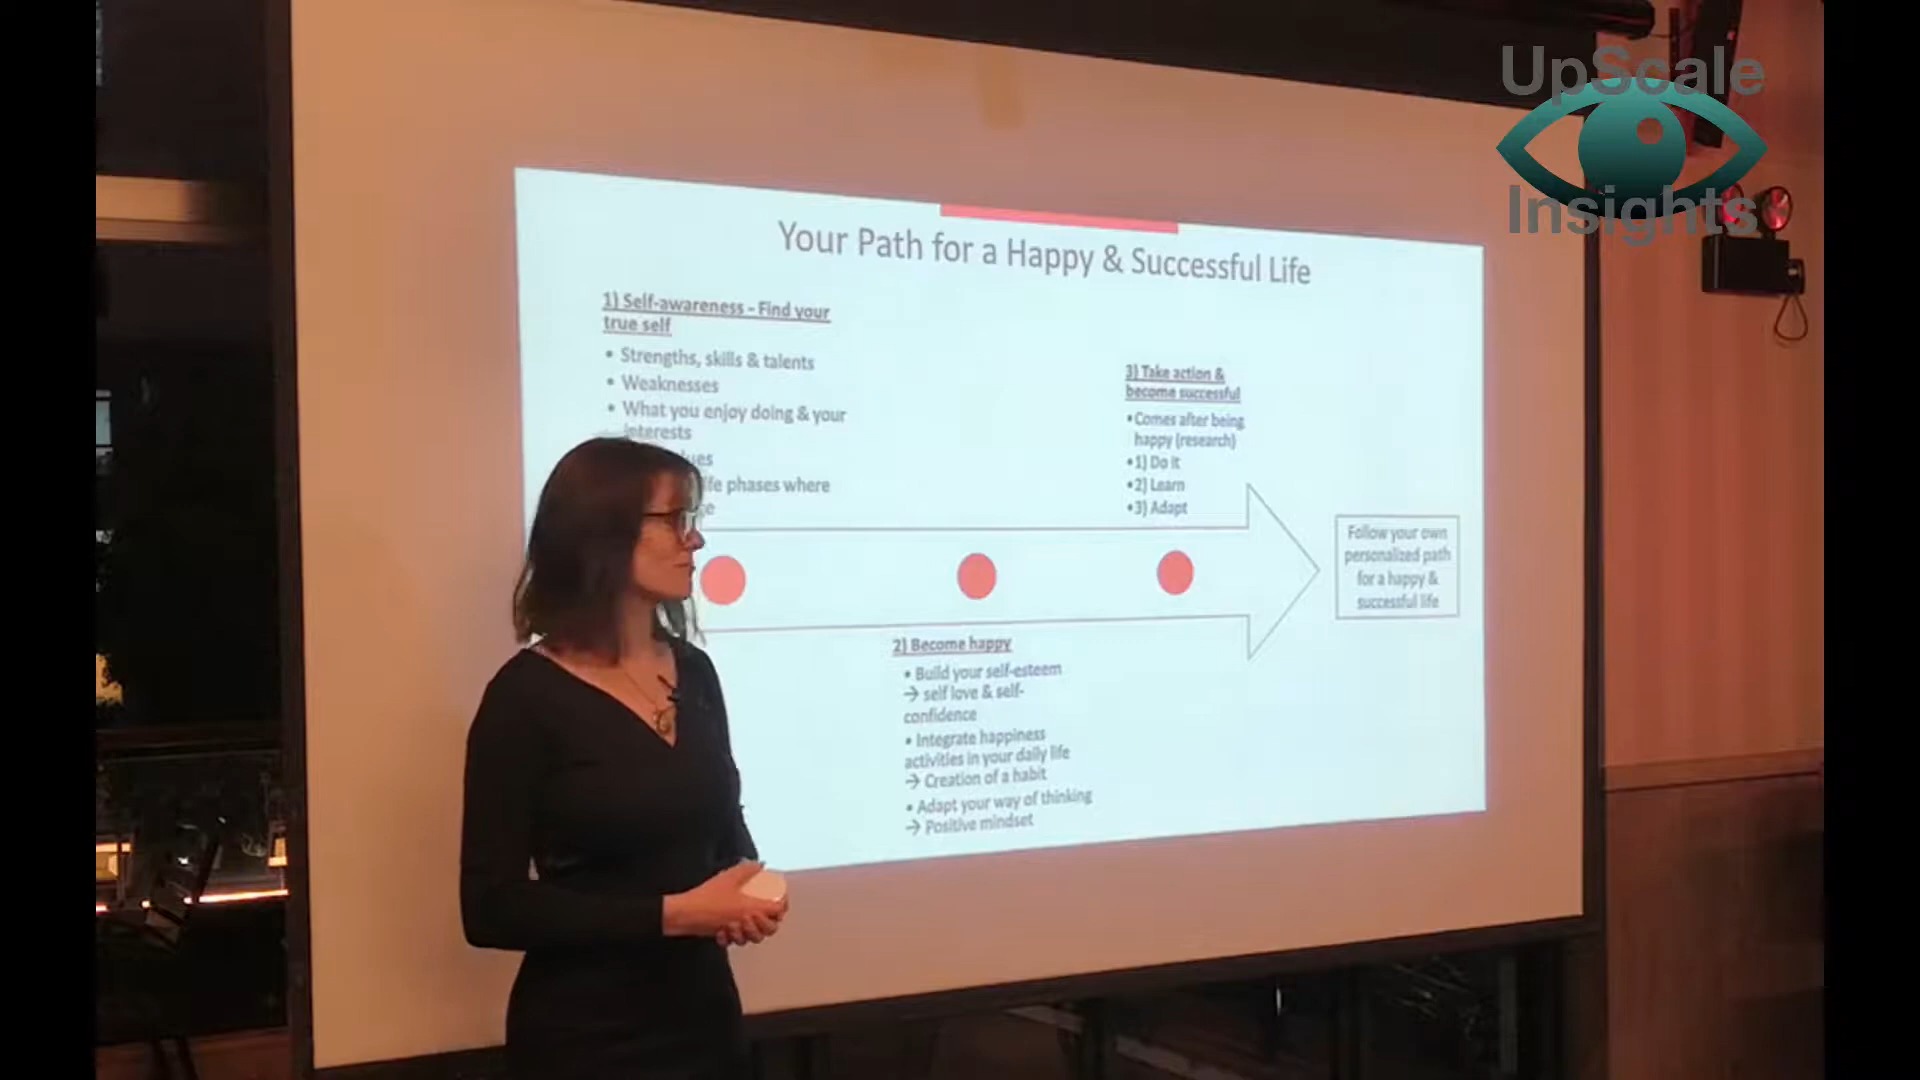 UpScale
Insights
Your Path for a Happy & Successful Life
1) Self-awareness - Find your
true self
• Strengths, skills & talents
• Weaknesses
• What you enjoy doing & your
interests
phases where
3) Take action &
become successful
• Comes after being
happy (research)
• 1) Do it
• 2) Learn
• 3) Adapt
Follow your own
personalized path
for a happy &
successful life
2) Become happy
• Build your self-esteem
→ self love & self-
confidence
• Integrate happiness
activities in your daily life
→ Creation of a habit
• Adapt your way of thinking
→ Positive mindset